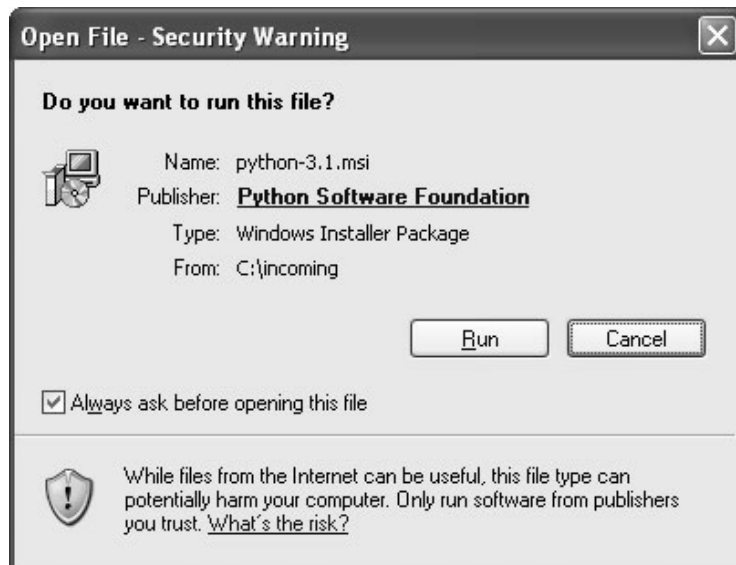 Open File - Security Warning
Do you want to run this file?
Name: python-3.1.msi
Publisher: Python Software Foundation
Type: Windows Installer Package
From: C:\incoming
Run Cancel
Always ask before opening this file
While files from the Internet can be useful, this file type can
potentially harm your computer. Only run software from publishers
you trust. What's the risk?